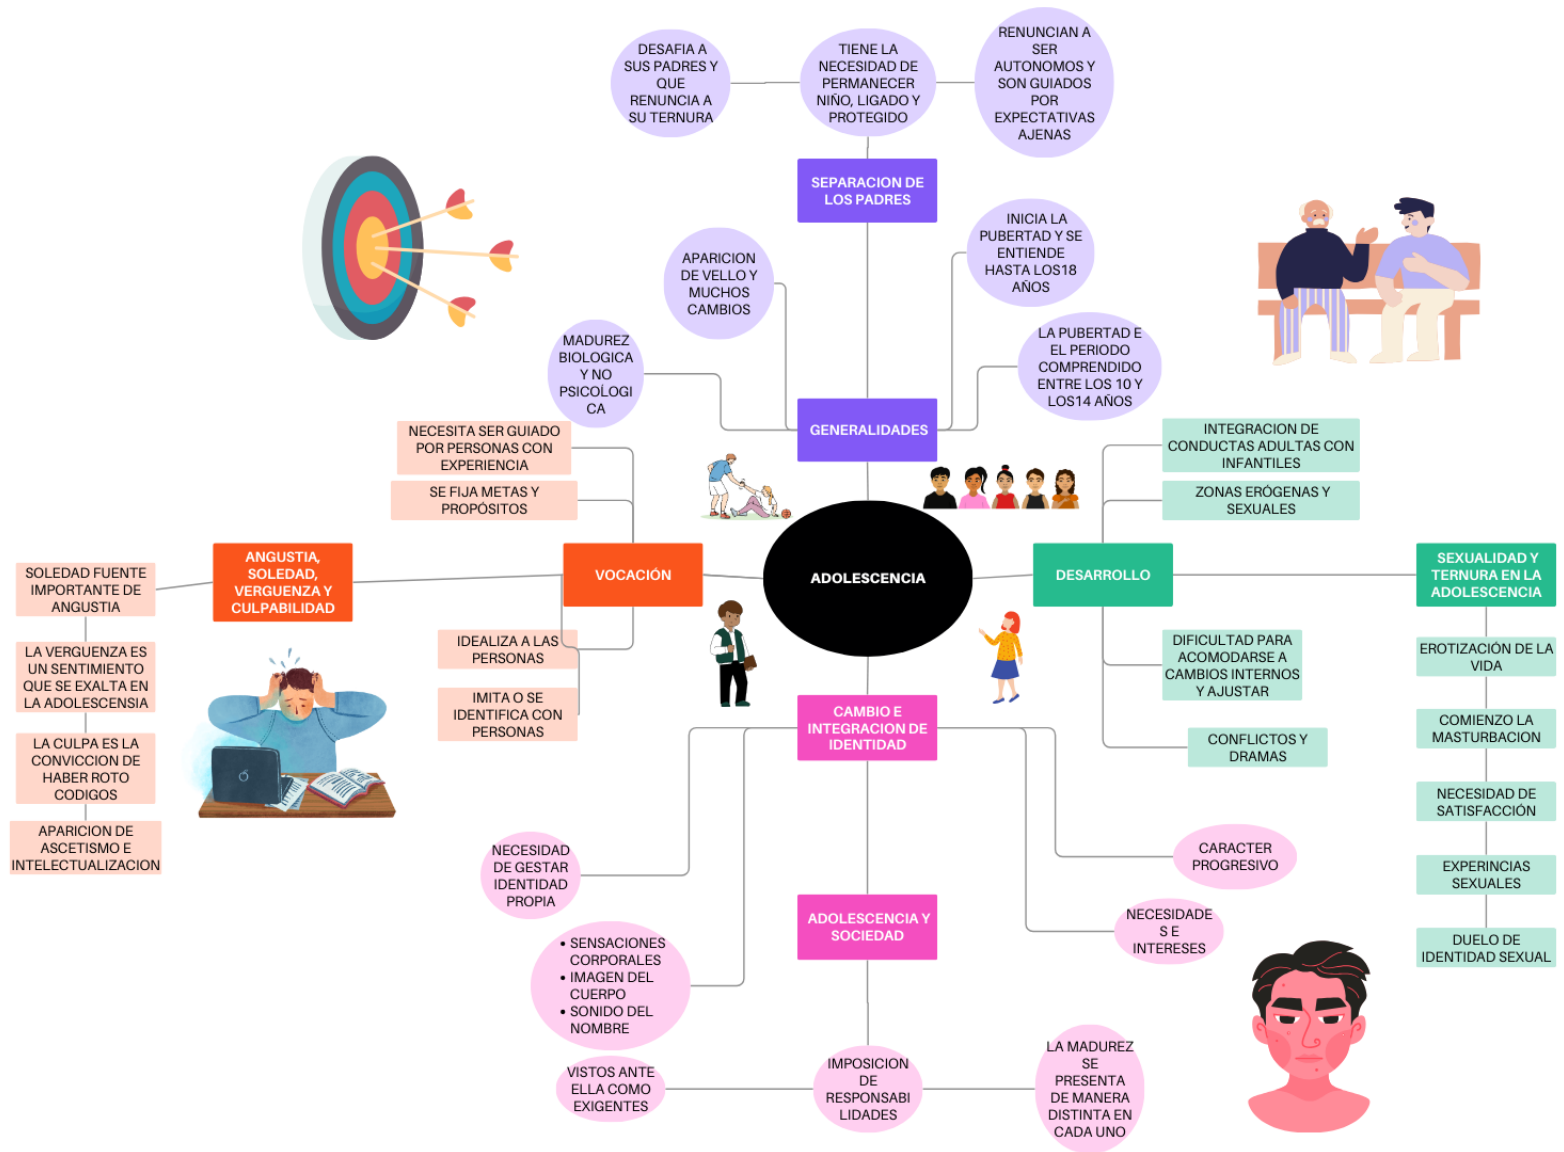 DESAFIA A
SUS PADRES Y
QUE
RENUNCIA A
SU TERNURA
TIENE LA
NECESIDAD DE
PERMANECER
NIÑO, LIGADO Y
PROTEGIDO
RENUNCIAN A
SER
AUTONOMOS Y
SON GUIADOS
POR
EXPECTATIVAS
AJENAS
SEPARACION DE
LOS PADRES
APARICION
DE VELLO Y
MUCHOS
CAMBIOS
INICIA LA
PUBERTAD Y SE
ENTIENDE
HASTA LOS18
AÑOS
MADUREZ
BIOLOGICA
Y NO
PSICOĹOGI
CA
LA PUBERTAD E
EL PERIODO
COMPRENDIDO
ENTRE LOS 10 Y
LOS14 AÑOS
GENERALIDADES
NECESITA SER GUIADO
POR PERSONAS CON
EXPERIENCIA
SE FIJA METAS Y
PROPÓSITOS
INTEGRACION DE
CONDUCTAS ADULTAS CON
INFANTILES
ZONAS ERÓGENAS Y
SEXUALES
SOLEDAD FUENTE
IMPORTANTE DE
ANGUSTIA
ANGUSTIA,
SOLEDAD,
VERGUENZA Y
CULPABILIDAD
VOCACIÓN
ADOLESCENCIA
DESARROLLO
SEXUALIDAD Y
TERNURA EN LA
ADOLESCENCIA
LA VERGUENZA ES
UN SENTIMIENTO
QUE SE EXALTA EN
LA ADOLESCENSIA
LA CULPA ES LA
CONVICCION DE
HABER ROTO
CODIGOS
APARICION DE
ASCETISMO E
INTELECTUALIZACION
IDEALIZA A LAS
PERSONAS
IMITA O SE
IDENTIFICA CON
PERSONAS
DIFICULTAD PARA
ACOMODARSE A
CAMBIOS INTERNOS
Y AJUSTAR
CONFLICTOS Y
DRAMAS
EROTIZACIÓN DE LA
VIDA
COMIENZO LA
MASTURBACION
NECESIDAD DE
SATISFACCIÓN
EXPERINCIAS
SEXUALES
DUELO DE
IDENTIDAD SEXUAL
CAMBIO E
INTEGRACION DE
IDENTIDAD
NECESIDAD
DE GESTAR
IDENTIDAD
PROPIA
• SENSACIONES
CORPORALES
• IMAGEN DEL
CUERPO
• SONIDO DEL
NOMBRE
CARACTER
PROGRESIVO
NECESIDADE
S E
INTERESES
ADOLESCENCIA Y
SOCIEDAD
VISTOS ANTE
ELLA COMO
EXIGENTES
IMPOSICION
DE
RESPONSABI
LIDADES
LA MADUREZ
SE
PRESENTA
DE MANERA
DISTINTA EN
CADA UNO